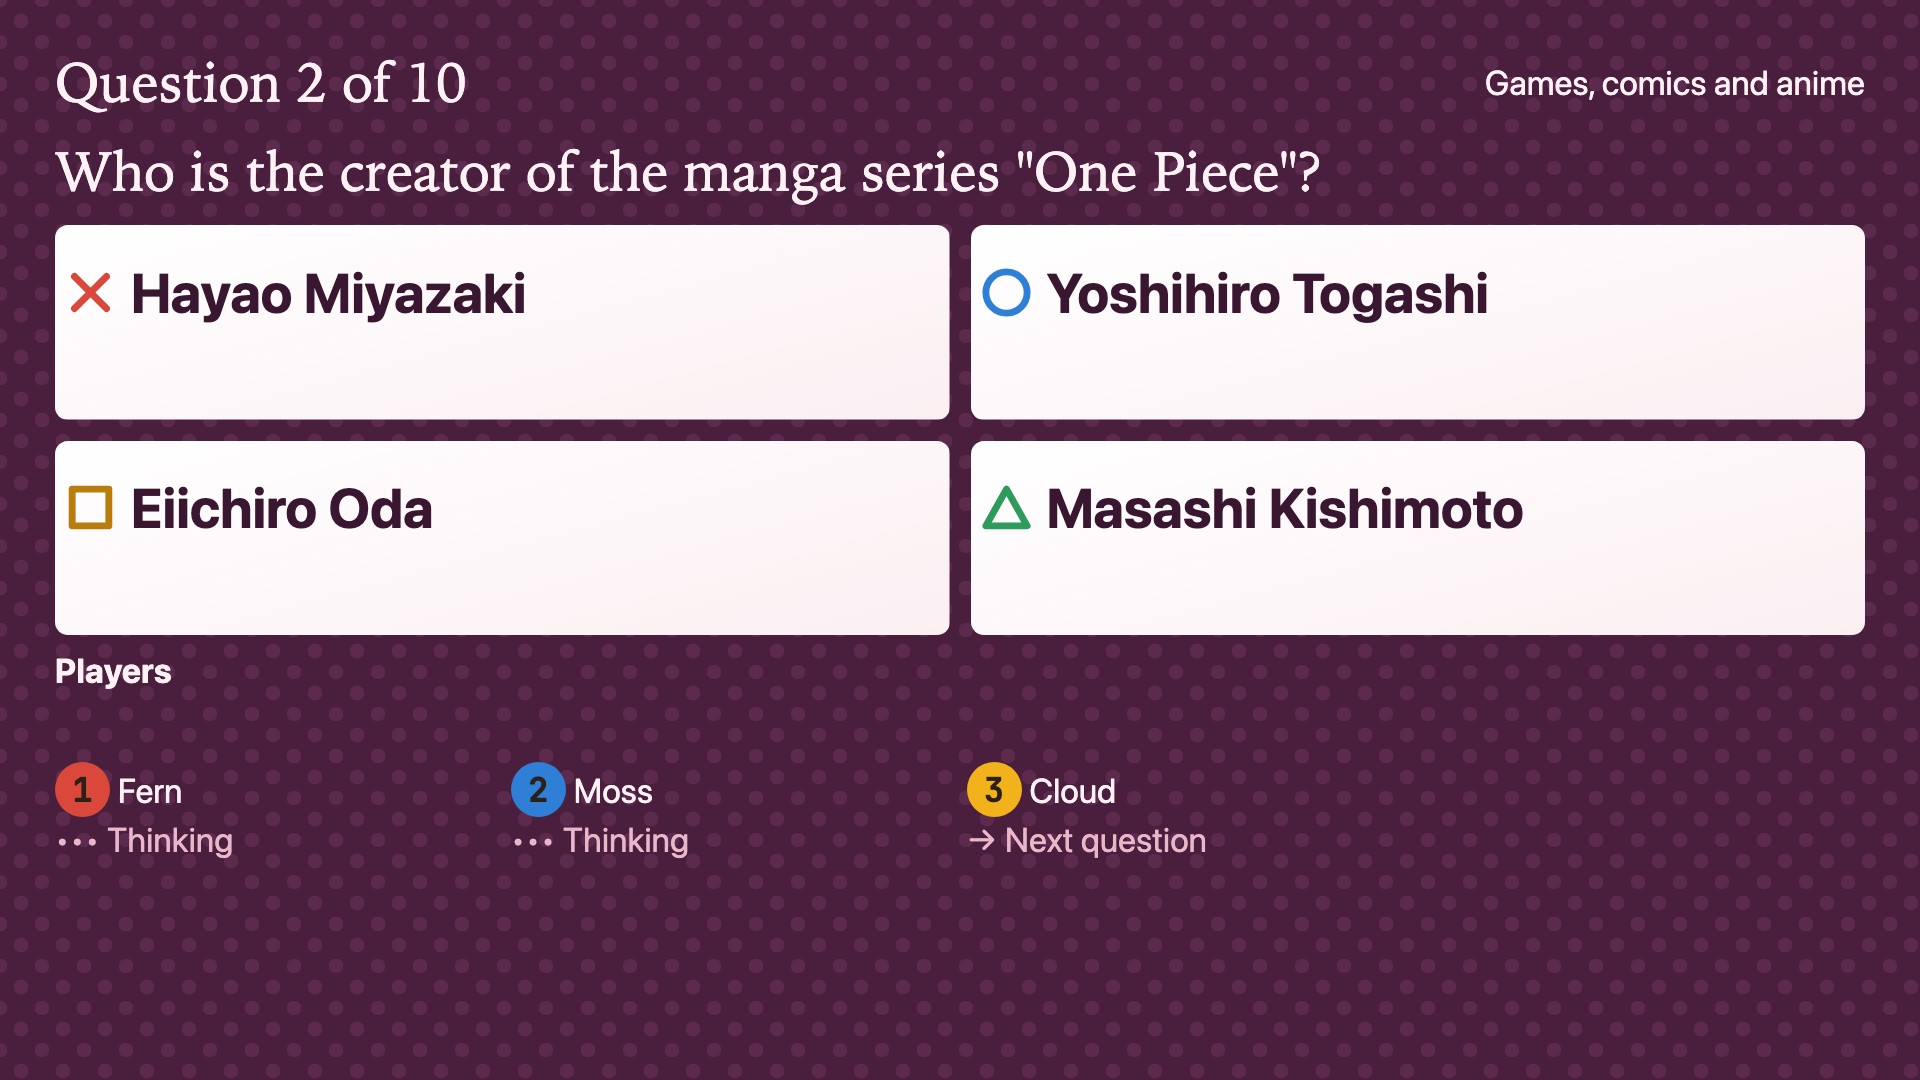 Question 2 of 10
Games, comics and anime
Who is the creator of the manga series "One Piece"?
Hayao Miyazaki
Yoshihiro Togashi
Eiichiro Oda
Masashi Kishimoto
Players
1 Fern
... Thinking
2 Moss
... Thinking
3 Cloud
→ Next question